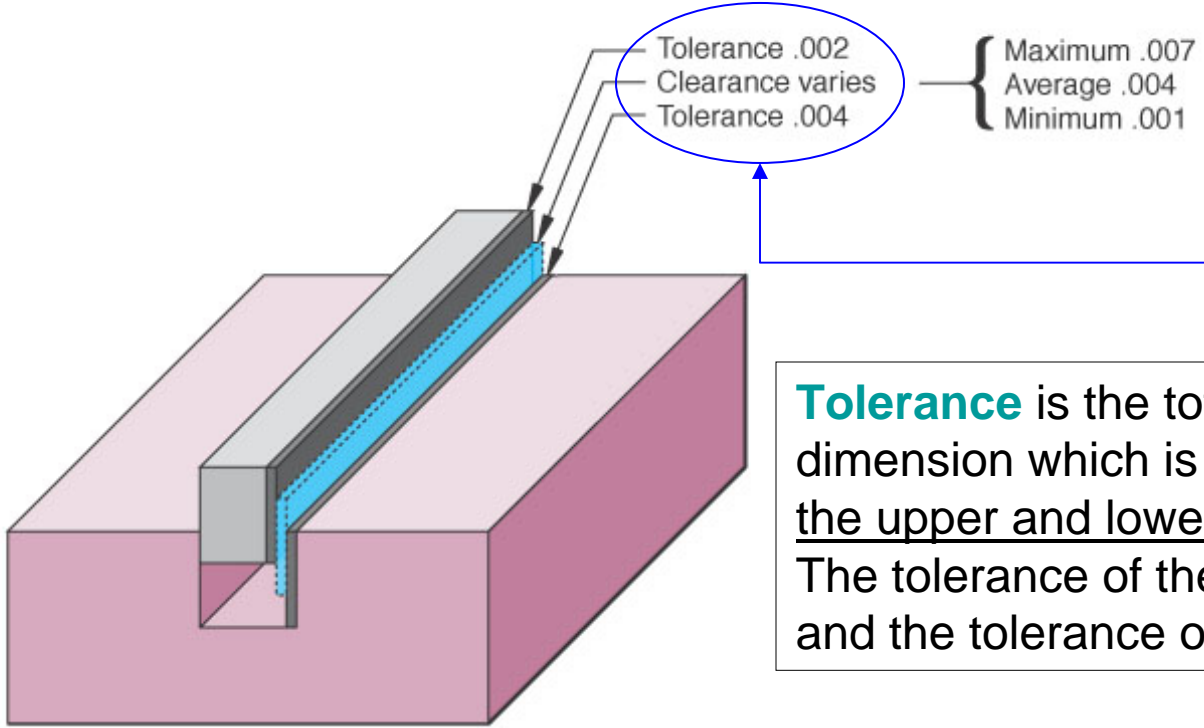 Tolerance .002
Clearance varies
Tolerance .004
Maximum .007
Average .004
Minimum .001
Tolerance is the to
dimension which is
the upper and lowe
The tolerance of the
and the tolerance o